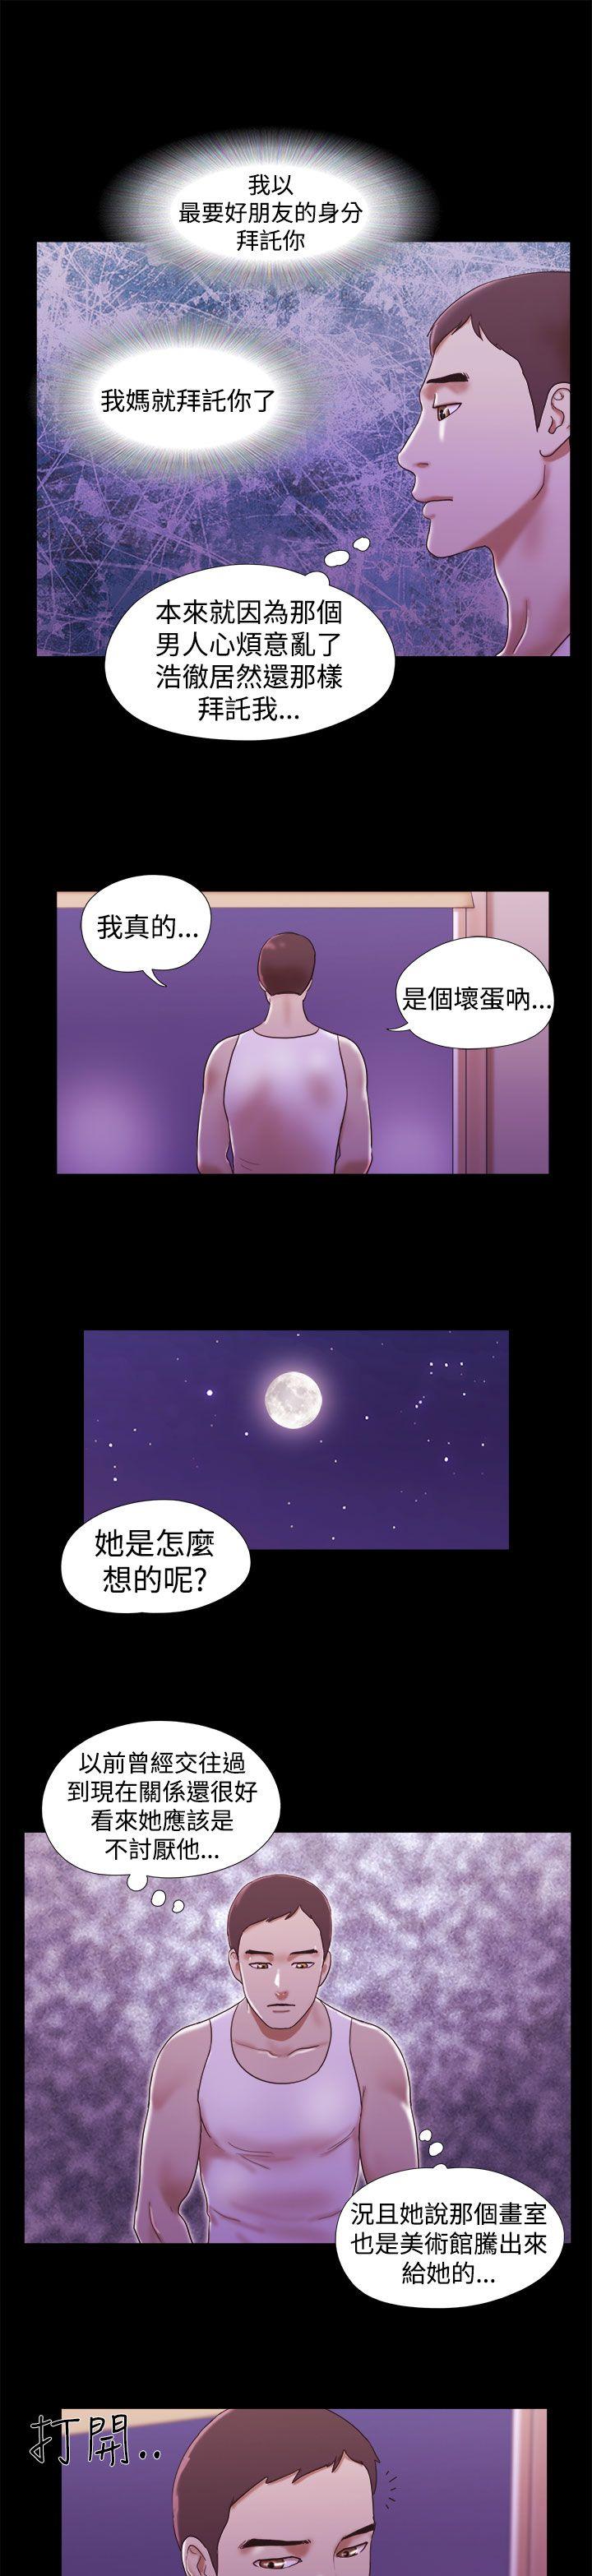 我以
最要好朋友的身分
拜託你
我媽就拜託你了
本來就因為那個
男人心煩意亂了
浩徹居然還那樣
拜託我...
我真的...
是個壞蛋吶...
她是怎麼
想的呢?
以前曾經交往過
到現在關係還很好
看來她應該是
不討厭他...
況且她說那個畫室
也是美術館騰出來
給她的...
打開..